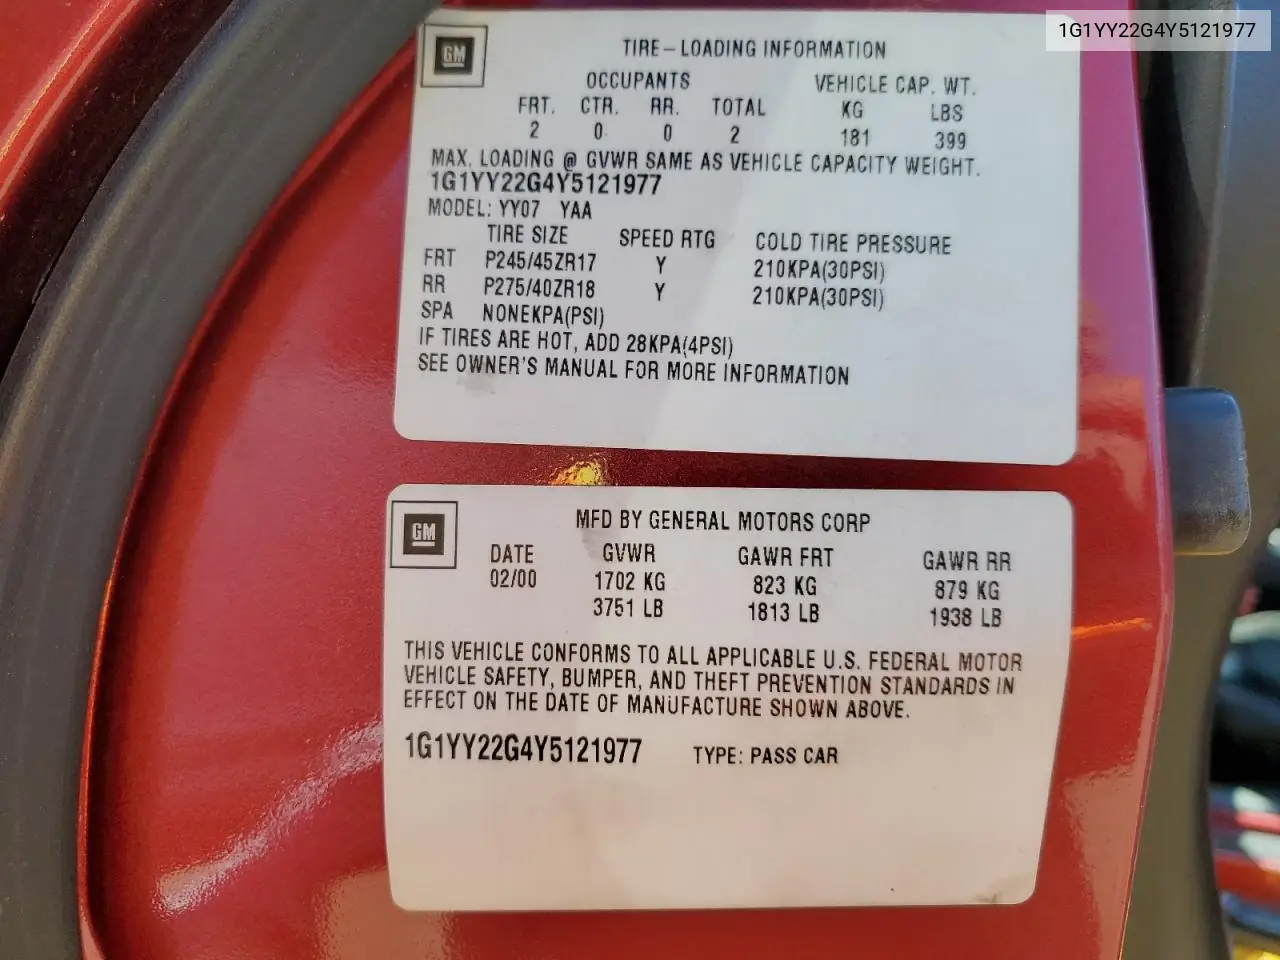 1G1YY22G4Y5121977
GM
TIRE-LOADING INFORMATION
OCCUPANTS VEHICLE CAP. WT.
FRT. CTR. RR. TOTAL KG LBS
2 0 0 2 181 399
MAX. LOADING @ GVWR SAME AS VEHICLE CAPACITY WEIGHT.
1G1YY22G4Y5121977
MODEL: YY07 YAA
TIRE SIZE SPEED RTG COLD TIRE PRESSURE
FRT P245/45ZR17 Y 210KPA(30PSI)
RR P275/40ZR18 Y 210KPA(30PSI)
SPA NONEKPA(PSI)
IF TIRES ARE HOT, ADD 28KPA(4PSI)
SEE OWNER'S MANUAL FOR MORE INFORMATION
GM
MFD BY GENERAL MOTORS CORP
DATE GVWR GAWR FRT GAWR RR
02/00 1702 KG 823 KG 879 KG
3751 LB 1813 LB 1938 LB
THIS VEHICLE CONFORMS TO ALL APPLICABLE U.S. FEDERAL MOTOR
VEHICLE SAFETY, BUMPER, AND THEFT PREVENTION STANDARDS IN
EFFECT ON THE DATE OF MANUFACTURE SHOWN ABOVE.
1G1YY22G4Y5121977 TYPE: PASS CAR